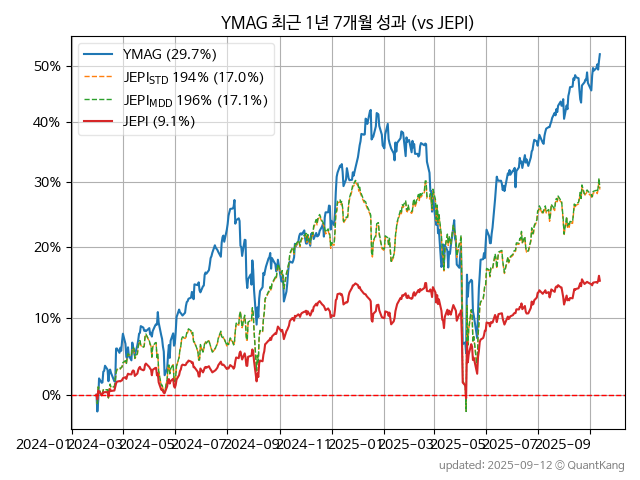 YMAG 최근 1년 7개월 성과 (vs JEPI)
YMAG (29.7%)
JEPI_STD 194% (17.0%)
JEPI_MDD 196% (17.1%)
JEPI (9.1%)
50%
40%
30%
20%
10%
0%
2024-01
2024-03
2024-05
2024-07
2024-09
2024-11
2025-01
2025-03
2025-05
2025-07
2025-09
updated: 2025-09-12 © QuantKang